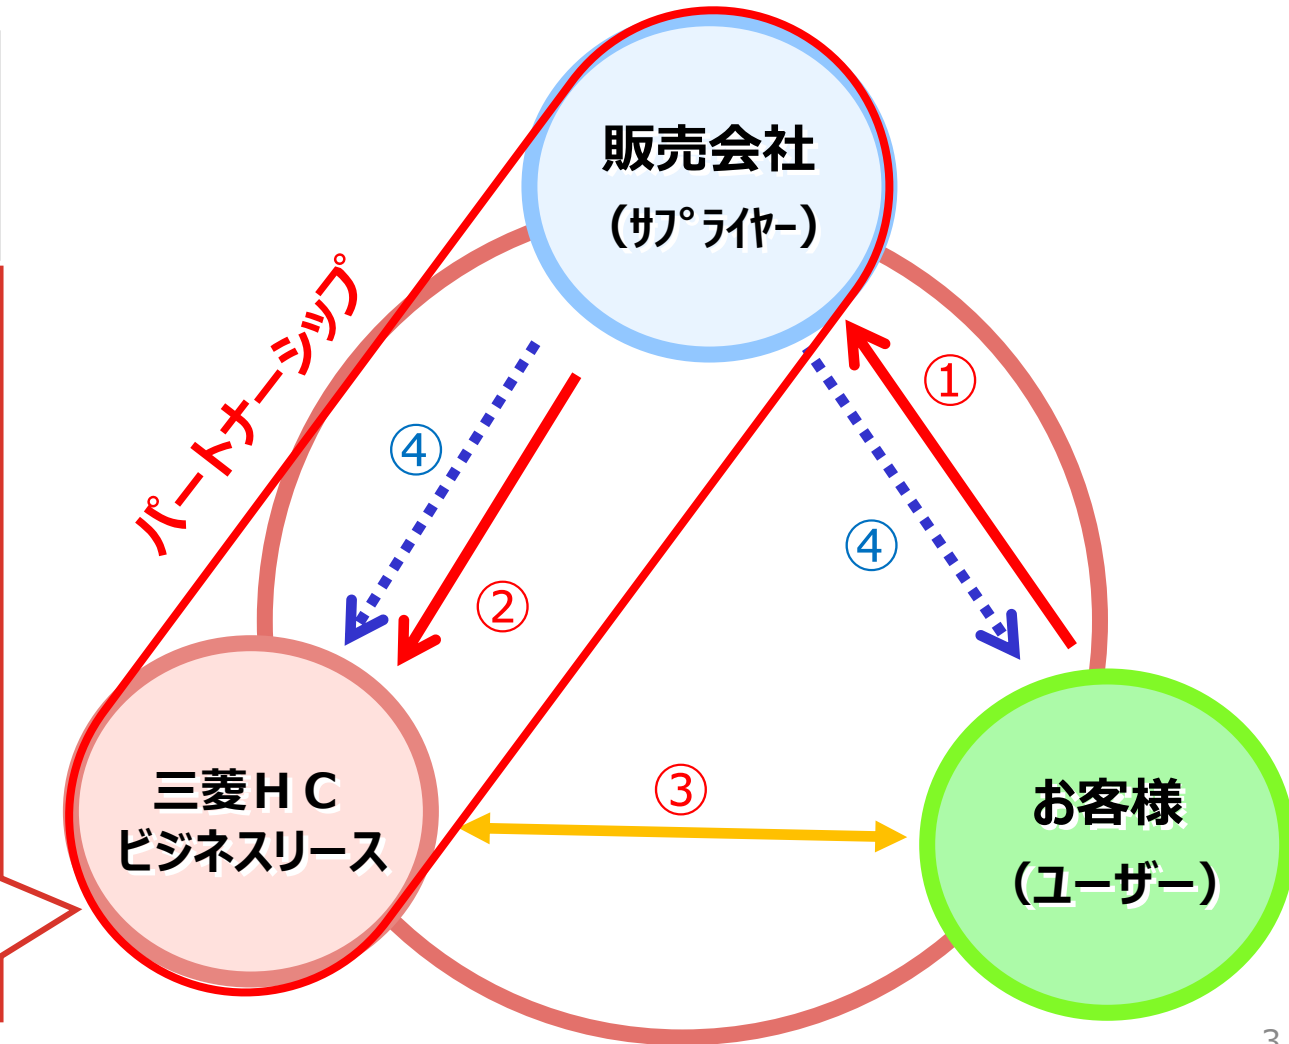 販売会社
（ｻﾌﾟﾗｲﾔｰ）
パートナーシップ
①
④
④
②
③
三菱ＨＣ
ビジネスリース
お客様
（ユーザー）